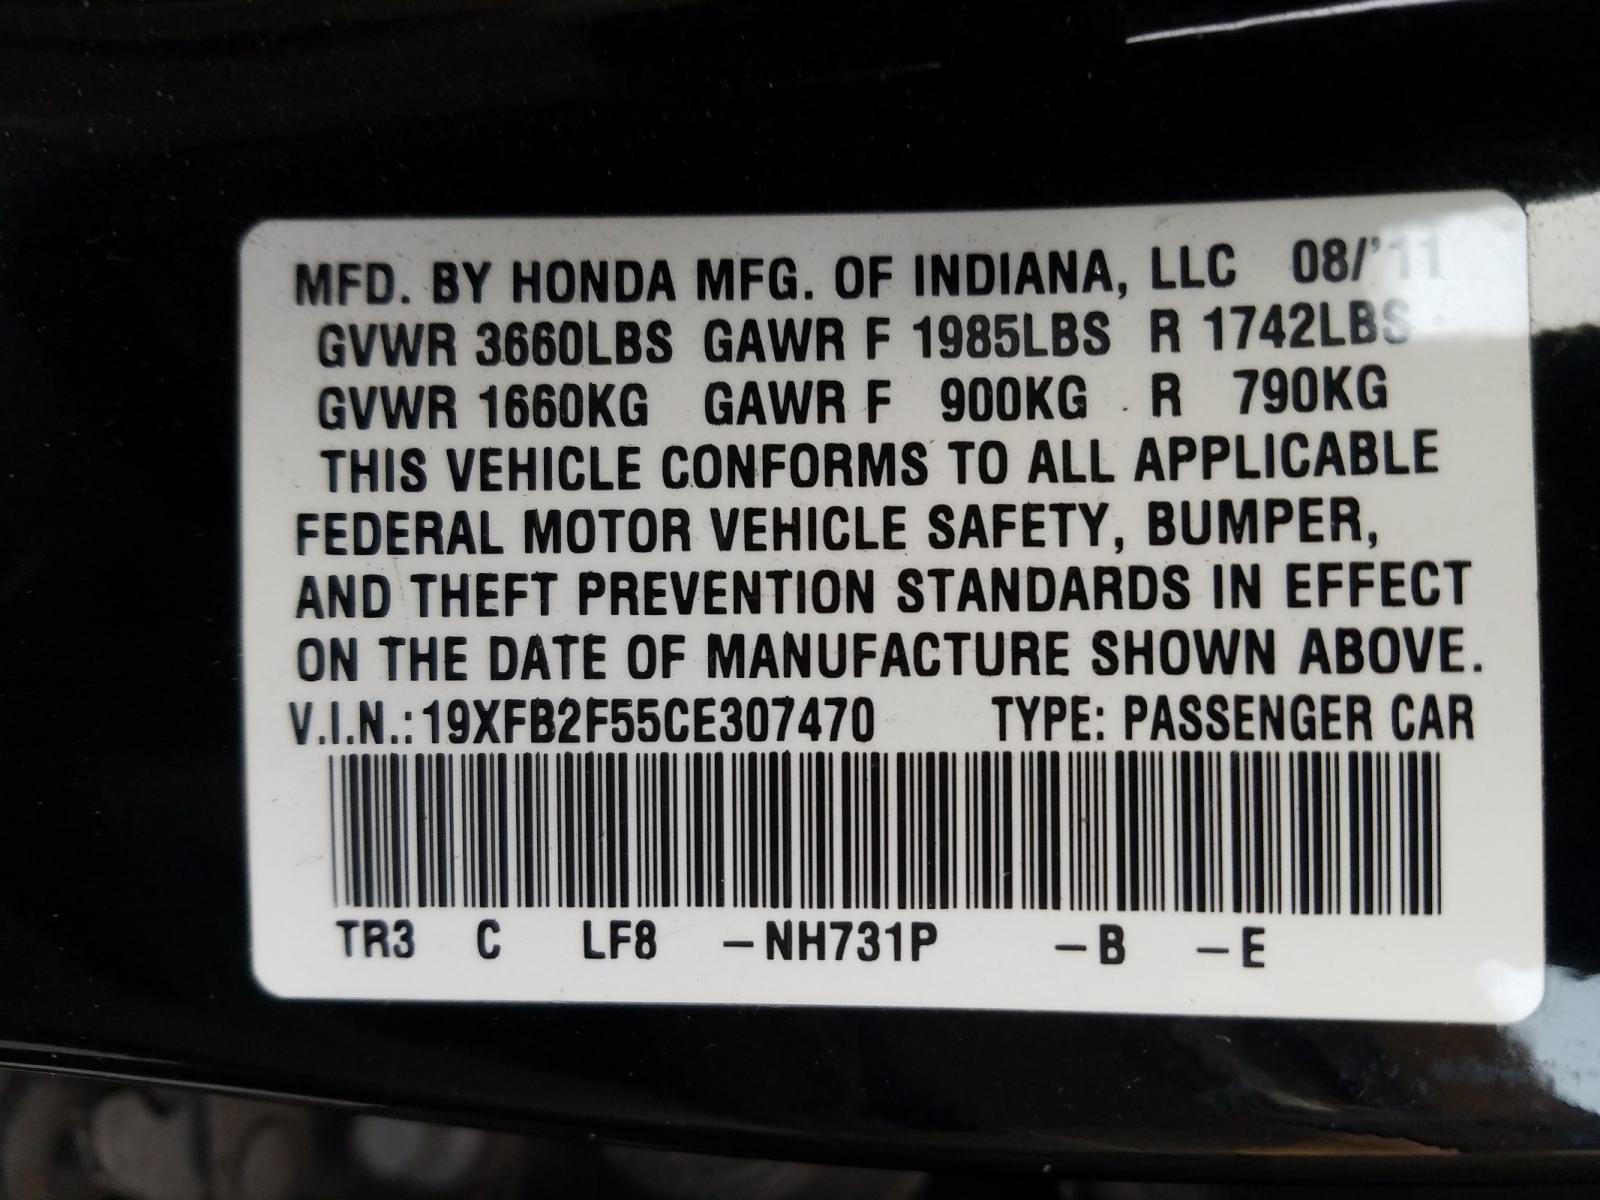 MFD. BY HONDA MFG. OF INDIANA, LLC 08/'11
GVWR 3660LBS GAWR F 1985LBS R 1742LBS
GVWR 1660KG GAWR F 900KG R 790KG
THIS VEHICLE CONFORMS TO ALL APPLICABLE
FEDERAL MOTOR VEHICLE SAFETY, BUMPER,
AND THEFT PREVENTION STANDARDS IN EFFECT
ON THE DATE OF MANUFACTURE SHOWN ABOVE.
V.I.N.: 19XFB2F55CE307470 TYPE: PASSENGER CAR
TR3 C LF8 –NH731P –B –E